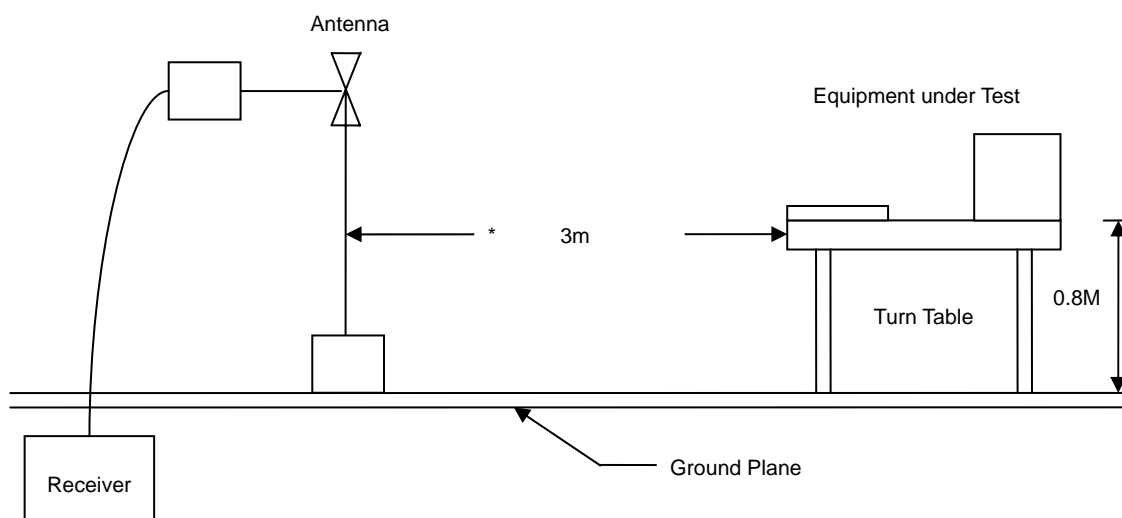 Antenna
Equipment under Test
* 3m
0.8M
Turn Table
Ground Plane
Receiver